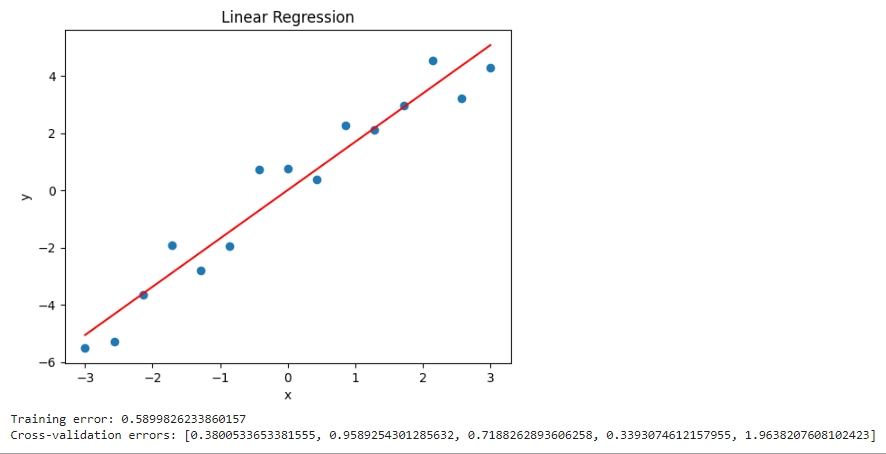 Linear Regression
4
2
0
−2
−4
−6
y
−3 −2 −1 0 1 2 3
x
Training error: 0.5899826233860157
Cross-validation errors: [0.3800533653381555, 0.9589254301285632, 0.7188262893606258, 0.3393074612157955, 1.9638207608102423]